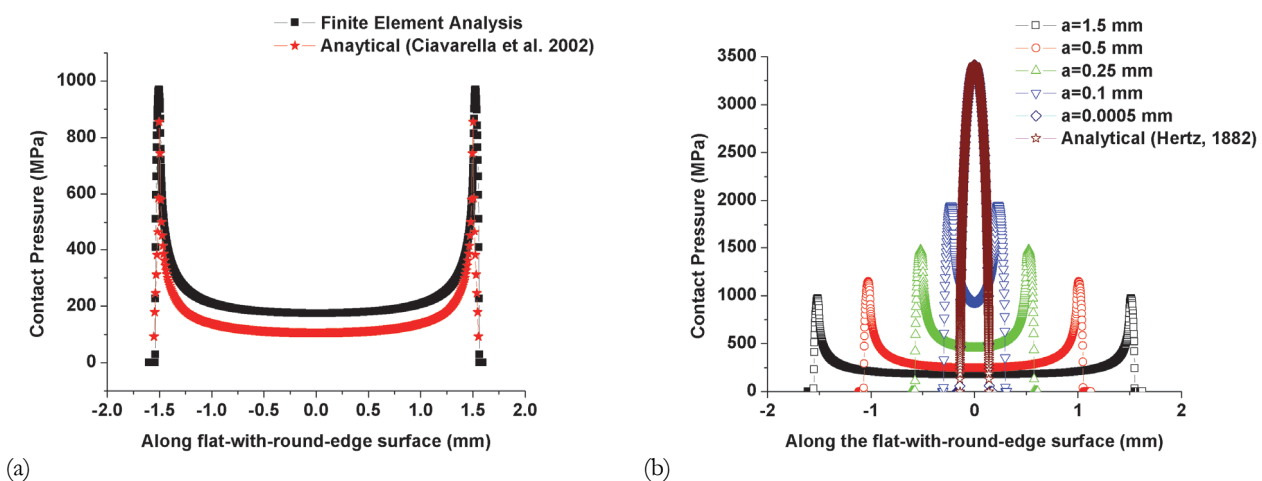 Finite Element Analysis
Anaytical (Ciavarella et al. 2002)
1000
800
600
400
200
0
Contact Pressure (MPa)
-2.0 -1.5 -1.0 -0.5 0.0 0.5 1.0 1.5 2.0
Along flat-with-round-edge surface (mm)
(a)
a=1.5 mm
a=0.5 mm
a=0.25 mm
a=0.1 mm
a=0.0005 mm
Analytical (Hertz, 1882)
3500
3000
2500
2000
1500
1000
500
0
Contact Pressure (MPa)
-2 -1 0 1 2
Along the flat-with-round-edge surface (mm)
(b)